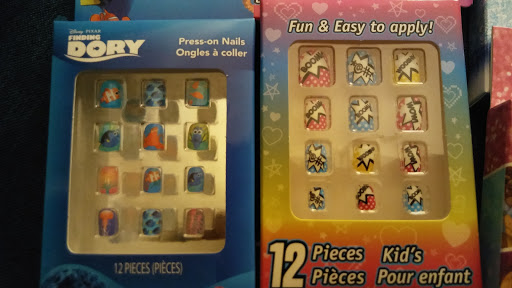 Disney PIXAR
FINDING
DORY
Press-on Nails
Ongles à coller
12 PIECES (PIÈCES)
Fun & Easy to apply!
12 Pieces
Pièces
Kid's
Pour enfant